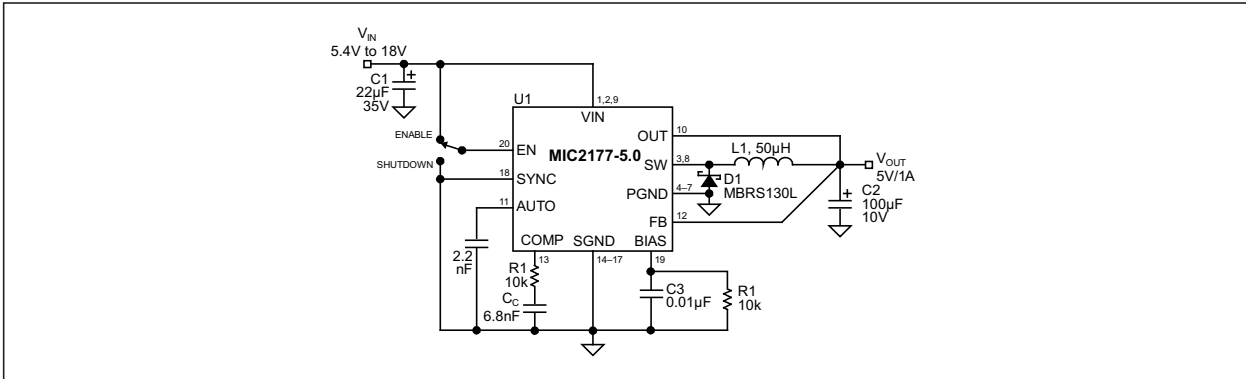 V_IN
5.4V to 18V
C1
22µF
35V
U1
1,2,9
VIN
ENABLE
SHUTDOWN
20
EN
18
SYNC
11
AUTO
MIC2177-5.0
OUT
10
SW
3,8
PGND
4–7
FB
12
L1, 50µH
D1
MBRS130L
V_OUT
5V/1A
C2
100µF
10V
COMP
SGND
BIAS
13
14–17
19
2.2
nF
R1
10k
C_C
6.8nF
C3
0.01µF
R1
10k